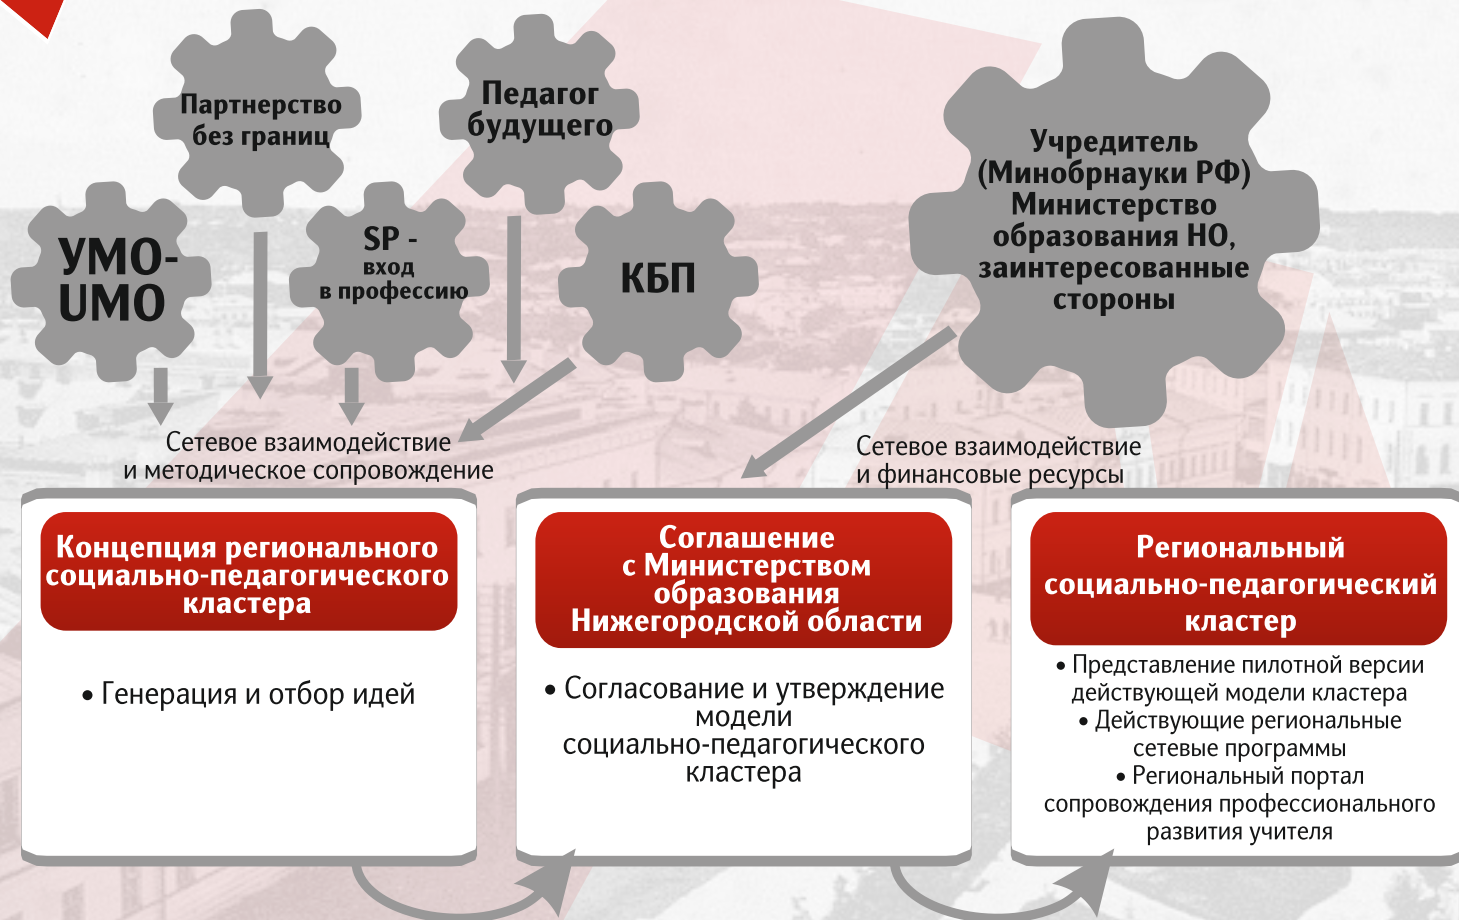 Партнерство
без границ
Педагог
будущего
Учредитель
(Минобрнауки РФ)
Министерство
образования НО,
заинтересованные
стороны
УМО-
UMO
SP -
вход
в профессию
КБП
Сетевое взаимодействие
и методическое сопровождение
Сетевое взаимодействие
и финансовые ресурсы
Концепция регионального
социально-педагогического
кластера
• Генерация и отбор идей
Соглашение
с Министерством
образования
Нижегородской области
• Согласование и утверждение
модели
социально-педагогического
кластера
Региональный
социально-педагогический
кластер
• Представление пилотной версии
действующей модели кластера
• Действующие региональные
сетевые программы
• Региональный портал
сопровождения профессионального
развития учителя